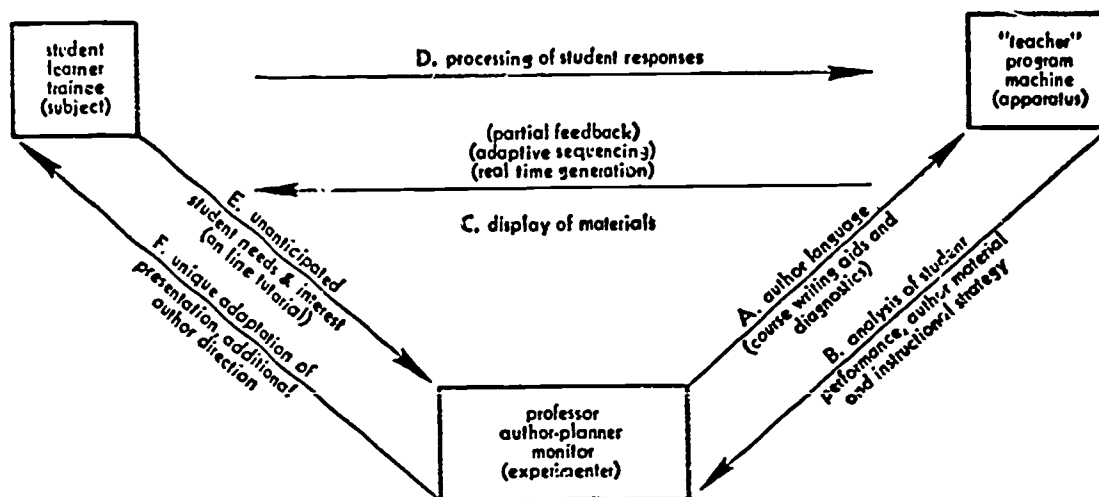 student
learner
trainee
(subject)
D. processing of student responses
"teacher"
program
machine
(apparatus)
(partial feedback)
(adaptive sequencing)
(real time generation)
C. display of materials
E. unanticipated
student needs & interest
(an line tutorial)
F. unique adaptation of
presentation, additional
author direction
A. author language
(course writing aids and
diagnostics)
B. analysis of student
performance, author material
and instructional strategy
professor
author-planner
monitor
(experimenter)